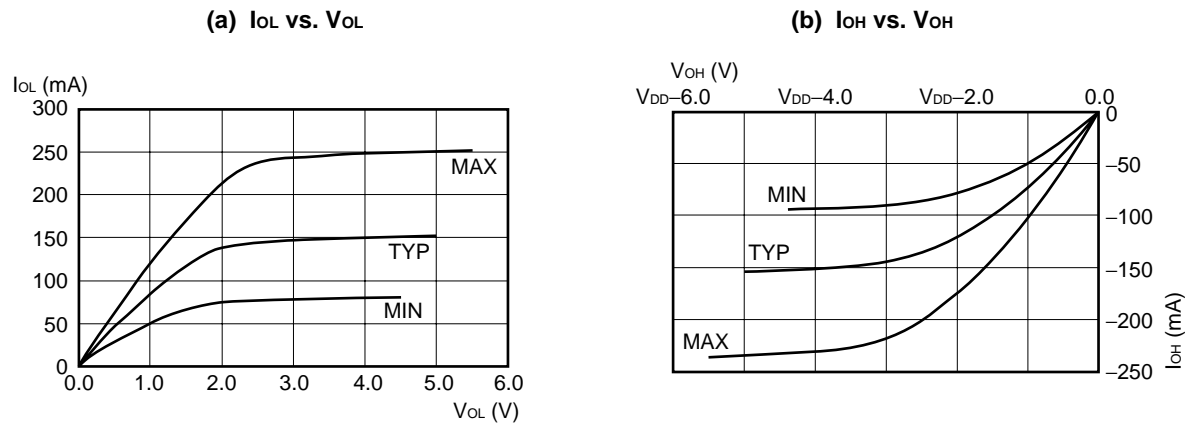 (a) IOL vs. VOL
IOL (mA)
300
250
200
150
100
50
0
MAX
TYP
MIN
0.0 1.0 2.0 3.0 4.0 5.0 6.0
VOL (V)
(b) IOH vs. VOH
VOH (V)
VDD–6.0 VDD–4.0 VDD–2.0 0.0
0
–50
–100
–150
–200
–250
IOH (mA)
MIN
TYP
MAX